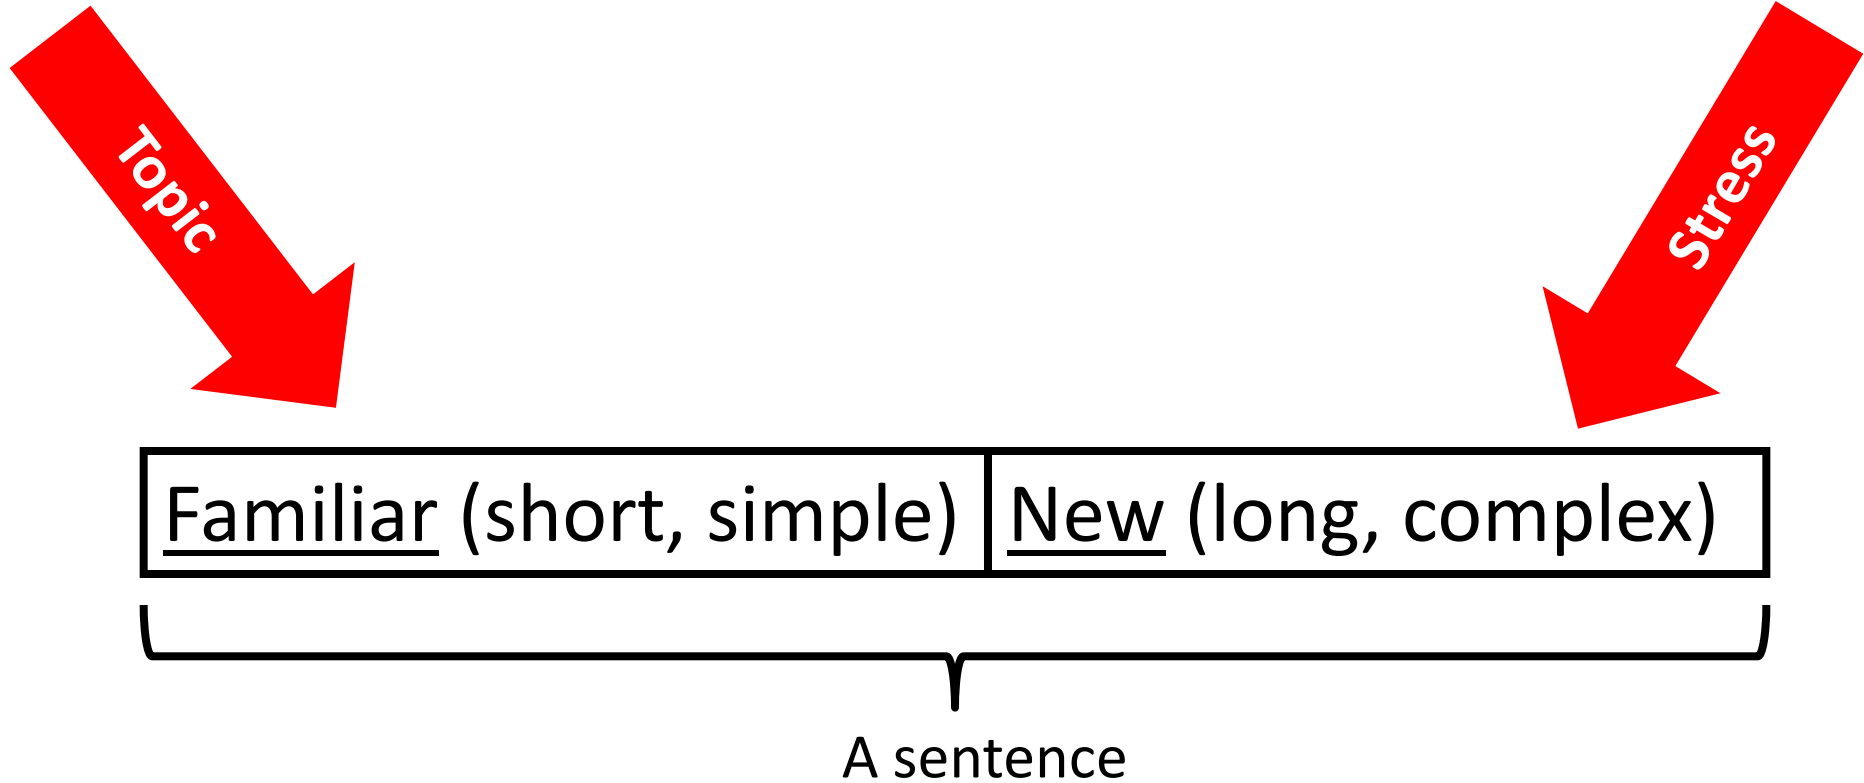 Topic
Stress
Familiar (short, simple)
New (long, complex)
A sentence